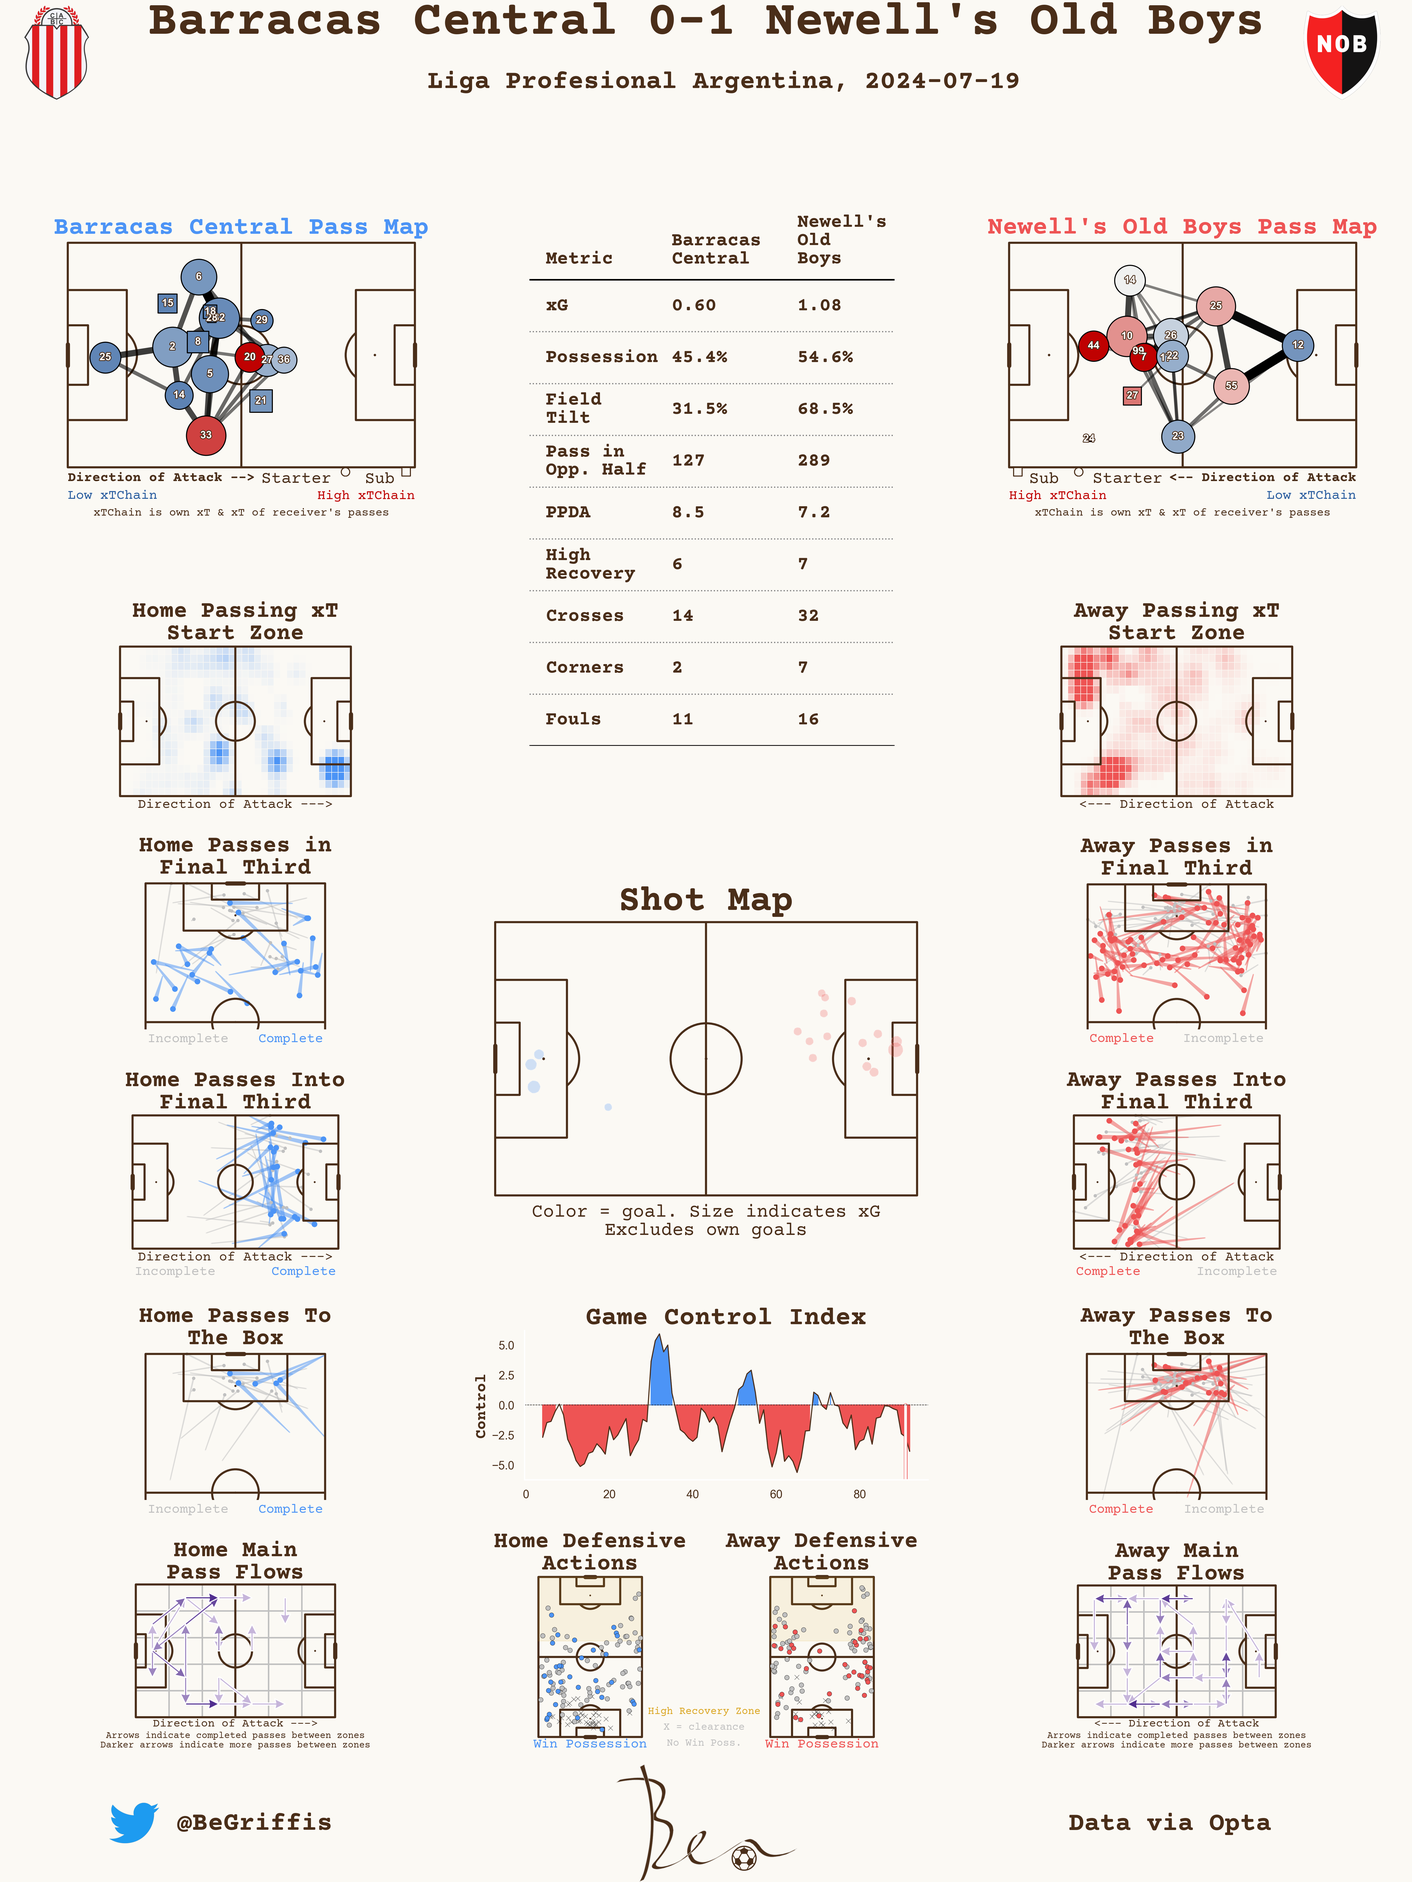 Barracas Central 0-1 Newell's Old Boys
Liga Profesional Argentina, 2024-07-19
CA
BC
NOB
Barracas Central Pass Map
6
15
18
2
29
2
8
25
20
27
36
5
14
21
33
Direction of Attack --> Starter Sub
Low xTChain High xTChain
xTChain is own xT & xT of receiver's passes
Metric Barracas Central Newell's Old Boys
xG 0.60 1.08
Possession 45.4% 54.6%
Field Tilt 31.5% 68.5%
Pass in Opp. Half 127 289
PPDA 8.5 7.2
High Recovery 6 7
Crosses 14 32
Corners 2 7
Fouls 11 16
Newell's Old Boys Pass Map
14
25
10
26
44
99
7
22
12
55
27
24
23
Sub Starter <-- Direction of Attack
High xTChain Low xTChain
xTChain is own xT & xT of receiver's passes
Home Passing xT
Start Zone
Direction of Attack --->
Away Passing xT
Start Zone
<--- Direction of Attack
Home Passes in
Final Third
Incomplete Complete
Away Passes in
Final Third
Complete Incomplete
Shot Map
Color = goal. Size indicates xG
Excludes own goals
Home Passes Into
Final Third
Direction of Attack --->
Incomplete Complete
Away Passes Into
Final Third
<--- Direction of Attack
Complete Incomplete
Home Passes To
The Box
Incomplete Complete
Game Control Index
Control
5.0
2.5
0.0
−2.5
−5.0
0 20 40 60 80
Away Passes To
The Box
Complete Incomplete
Home Main
Pass Flows
Direction of Attack --->
Arrows indicate completed passes between zones
Darker arrows indicate more passes between zones
Home Defensive
Actions
Win Possession
High Recovery Zone
X = clearance
No Win Poss.
Away Defensive
Actions
Win Possession
Away Main
Pass Flows
<--- Direction of Attack
Arrows indicate completed passes between zones
Darker arrows indicate more passes between zones
@BeGriffis
Ben
Data via Opta